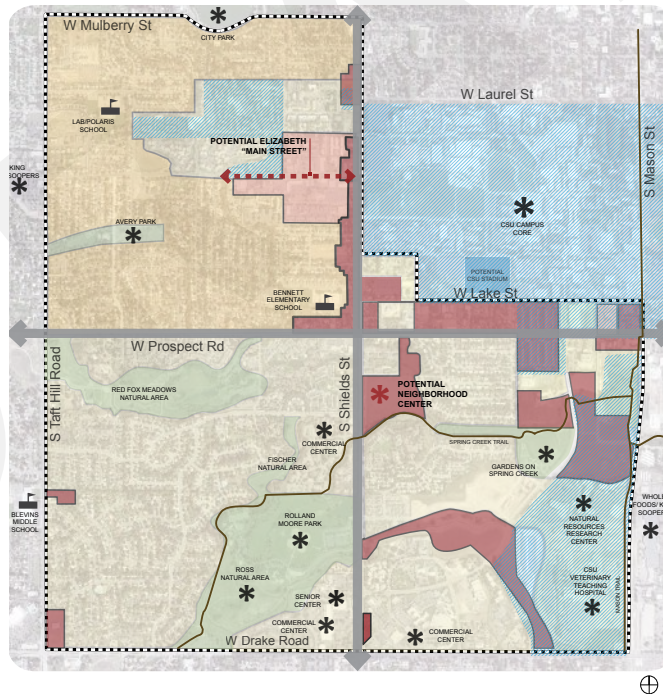 W Mulberry St
CITY PARK
W Laurel St
LAB/POLARIS
SCHOOL
POTENTIAL ELIZABETH
“MAIN STREET”
S Mason St
KING
OOPERS
AVERY PARK
CSU CAMPUS
CORE
POTENTIAL
CSU STADIUM
BENNETT
ELEMENTARY
SCHOOL
W Lake St
W Prospect Rd
S Taft Hill Road
S Shields St
RED FOX MEADOWS
NATURAL AREA
POTENTIAL
NEIGHBORHOOD
CENTER
COMMERCIAL
CENTER
SPRING CREEK TRAIL
FISCHER
NATURAL AREA
GARDENS ON
SPRING CREEK
BLEVINS
MIDDLE
SCHOOL
ROLLAND
MOORE PARK
NATURAL
RESOURCES
RESEARCH
CENTER
WHOL
FOODS/ K
SOOPER
ROSS
NATURAL AREA
CSU
VETERINARY
TEACHING
HOSPITAL
MASON TRAIL
SENIOR
CENTER
COMMERCIAL
CENTER
W Drake Road
COMMERCIAL
CENTER